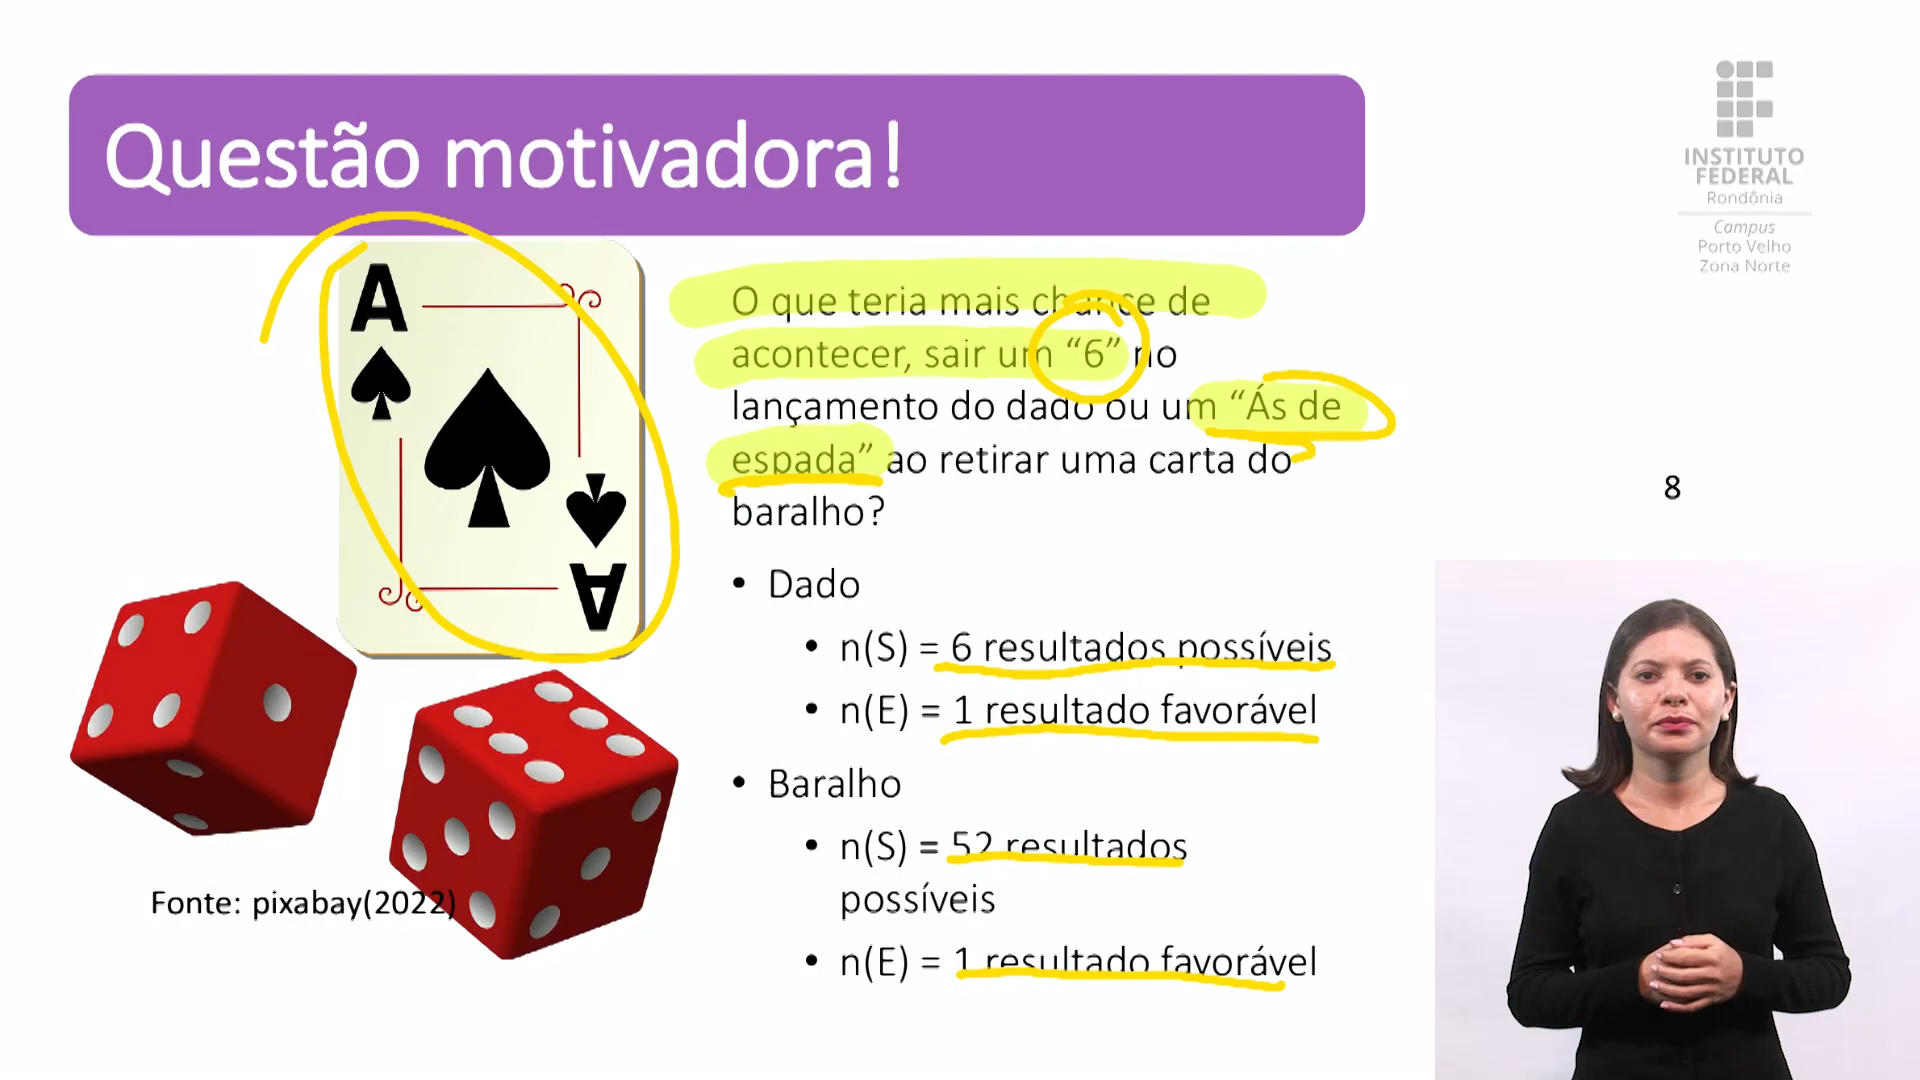 Questão motivadora!
INSTITUTO
FEDERAL
Rondônia
Campus
Porto Velho
Zona Norte
A
A
O que teria mais chance de
acontecer, sair um “6” no
lançamento do dado ou um “Ás de
espada” ao retirar uma carta do
baralho?
8
• Dado
• n(S) = 6 resultados possíveis
• n(E) = 1 resultado favorável
• Baralho
• n(S) = 52 resultados
possíveis
• n(E) = 1 resultado favorável
Fonte: pixabay(2022)